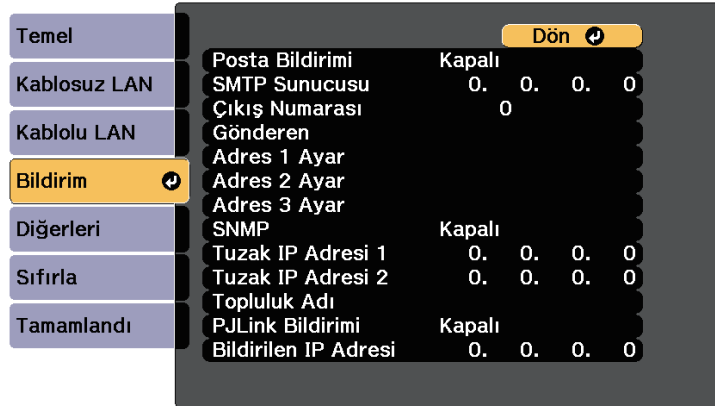 Temel
Kablosuz LAN
Kablolu LAN
Bildirim
Diğerleri
Sıfırla
Tamamlandı
Dön
Posta Bildirimi Kapalı
SMTP Sunucusu 0. 0. 0. 0
Çıkış Numarası 0
Gönderen
Adres 1 Ayar
Adres 2 Ayar
Adres 3 Ayar
SNMP Kapalı
Tuzak IP Adresi 1 0. 0. 0. 0
Tuzak IP Adresi 2 0. 0. 0. 0
Topluluk Adı
PJLink Bildirimi Kapalı
Bildirilen IP Adresi 0. 0. 0. 0